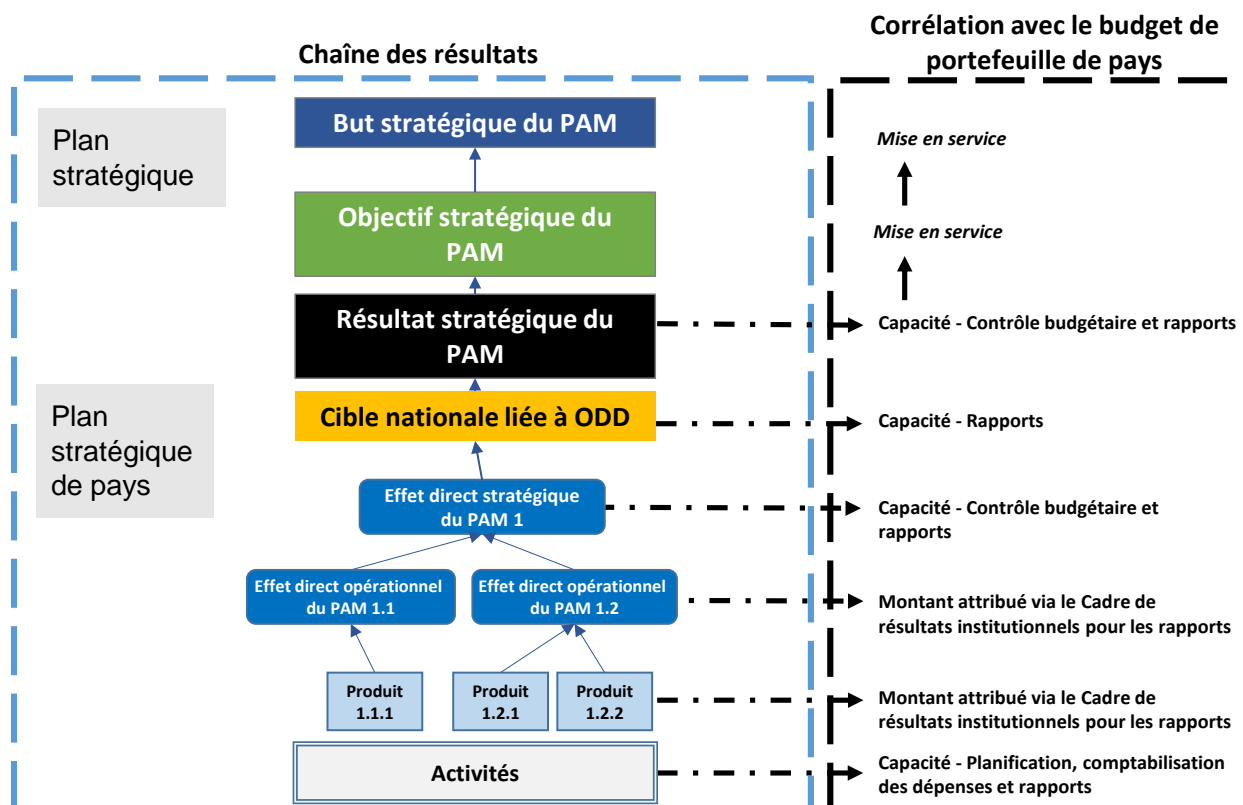 Chaîne des résultats
Corrélation avec le budget de
portefeuille de pays
Plan
stratégique
But stratégique du PAM
Mise en service
Objectif stratégique du
PAM
Mise en service
Résultat stratégique du
PAM
Capacité - Contrôle budgétaire et rapports
Plan
stratégique
de pays
Cible nationale liée à ODD
Capacité - Rapports
Effet direct stratégique
du PAM 1
Capacité - Contrôle budgétaire et
rapports
Effet direct opérationnel
du PAM 1.1
Effet direct opérationnel
du PAM 1.2
Montant attribué via le Cadre de
résultats institutionnels pour les rapports
Produit
1.1.1
Produit
1.2.1
Produit
1.2.2
Montant attribué via le Cadre de
résultats institutionnels pour les rapports
Activités
Capacité - Planification, comptabilisation
des dépenses et rapports